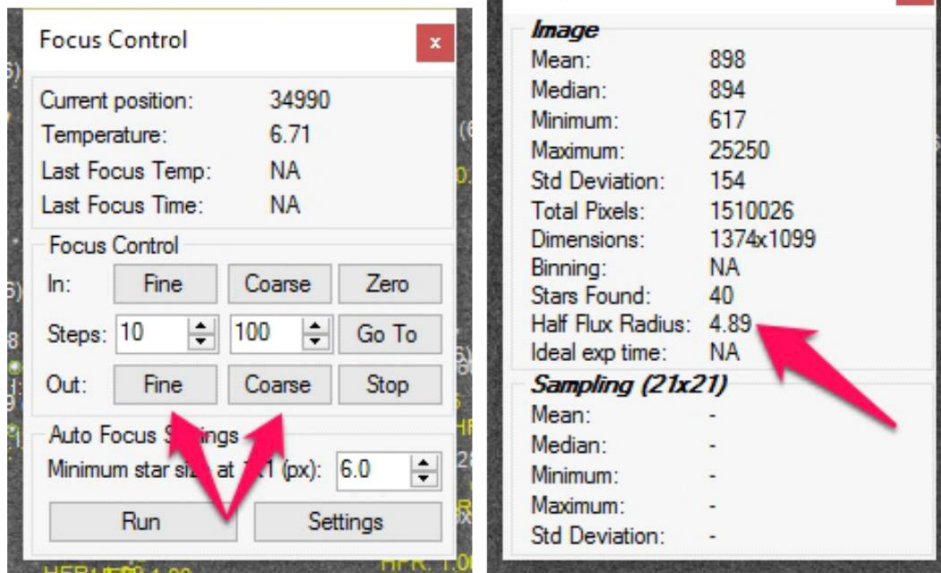 Focus Control
x
Current position: 34990
Temperature: 6.71
Last Focus Temp: NA
Last Focus Time: NA
Focus Control
In: Fine Coarse Zero
Steps: 10 100 Go To
Out: Fine Coarse Stop
Auto Focus
Minimum star at (px): 6.0
Run Settings
Image
Mean: 898
Median: 894
Minimum: 617
Maximum: 25250
Std Deviation: 154
Total Pixels: 1510026
Dimensions: 1374x1099
Binning: NA
Stars Found: 40
Half Flux Radius: 4.89
Ideal exp time: NA
Sampling (21x21)
Mean: -
Median: -
Minimum: -
Maximum: -
Std Deviation: -